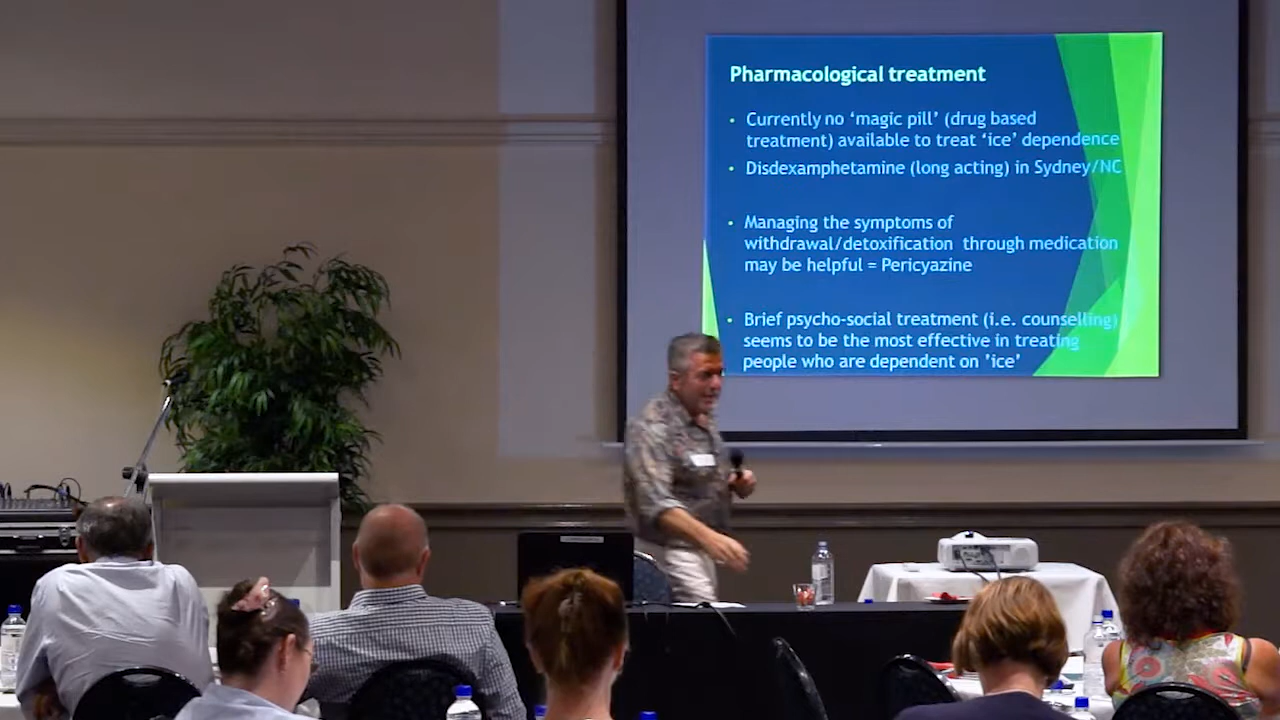 Pharmacological treatment
• Currently no ‘magic pill’ (drug based
treatment) available to treat ‘ice’ dependence
• Disdexamphetamine (long acting) in Sydney/NC
• Managing the symptoms of
withdrawal/detoxification through medication
may be helpful = Pericyazine
• Brief psycho-social treatment (i.e. counselling)
seems to be the most effective in treating
people who are dependent on ’ice’